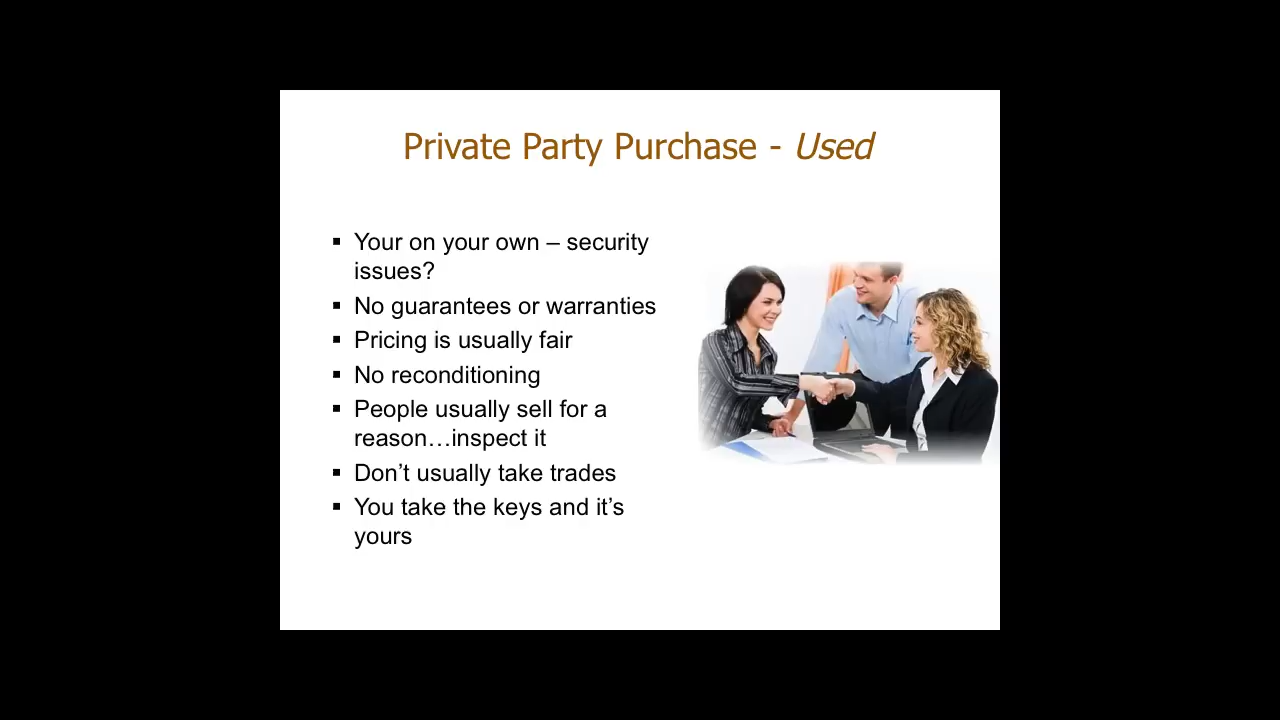 Private Party Purchase - Used
▪ Your on your own – security
issues?
▪ No guarantees or warranties
▪ Pricing is usually fair
▪ No reconditioning
▪ People usually sell for a
reason…inspect it
▪ Don’t usually take trades
▪ You take the keys and it’s
yours